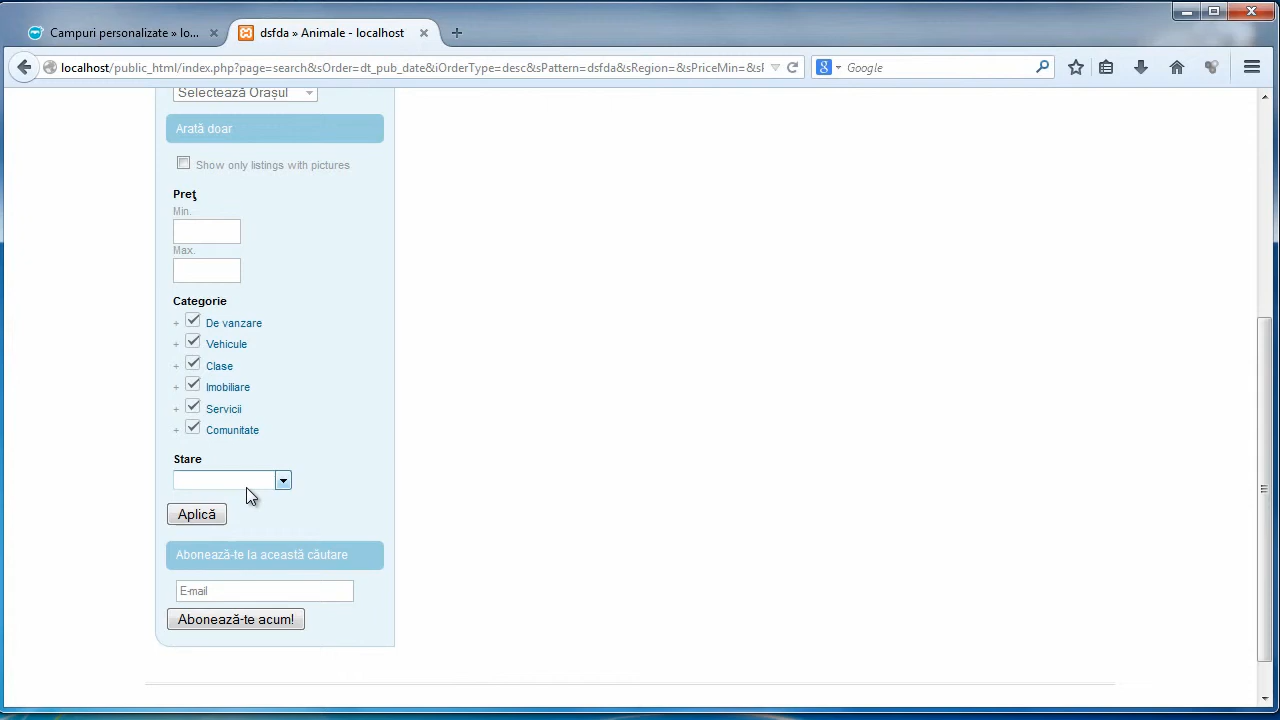 Campuri personalizate » lo...
dsfda » Animale - localhost
localhost/public_html/index.php?page=search&sOrder=dt_pub_date&iOrderType=desc&sPattern=dsfda&sRegion=&sPriceMin=&sI
Google
Selectează Orașul
Arată doar
Show only listings with pictures
Preţ
Min.
Max.
Categorie
+ De vanzare
+ Vehicule
+ Clase
+ Imobiliare
+ Servicii
+ Comunitate
Stare
Aplică
Abonează-te la această căutare
E-mail
Abonează-te acum!